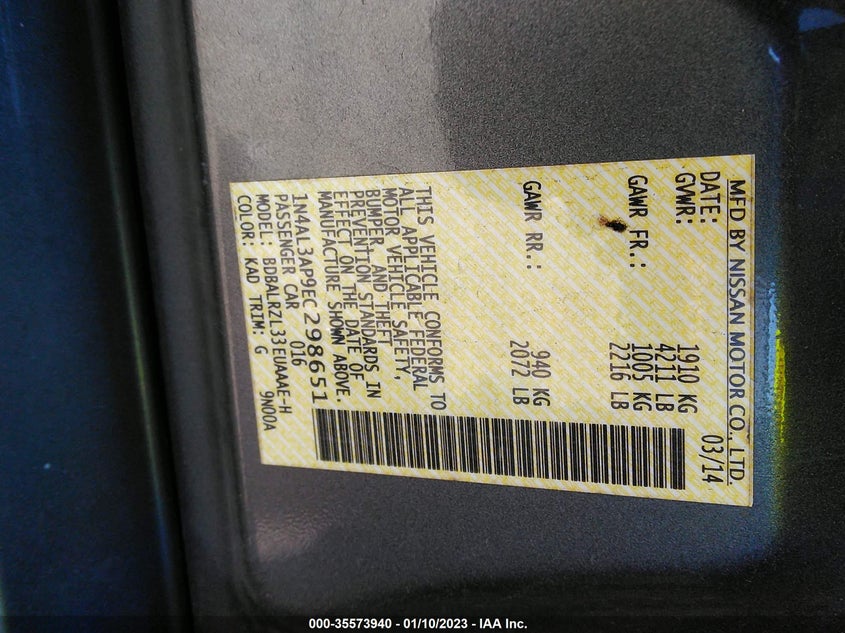 MFD BY NISSAN MOTOR CO., LTD.
DATE: 03/14
GVWR: 1910 KG
4211 LB
GAWR FR.: 1005 KG
2216 LB
GAWR RR.: 940 KG
2072 LB
THIS VEHICLE CONFORMS TO
ALL APPLICABLE FEDERAL
MOTOR VEHICLE SAFETY,
BUMPER, AND THEFT
PREVENTION STANDARDS IN
EFFECT ON THE DATE OF
MANUFACTURE SHOWN ABOVE.
1N4AL3AP9EC298651
PASSENGER CAR 016
MODEL: BDBALRZL33EUAAAE-H
COLOR: KAD TRIM: G 9N00A
000-35573940 - 01/10/2023 - IAA Inc.